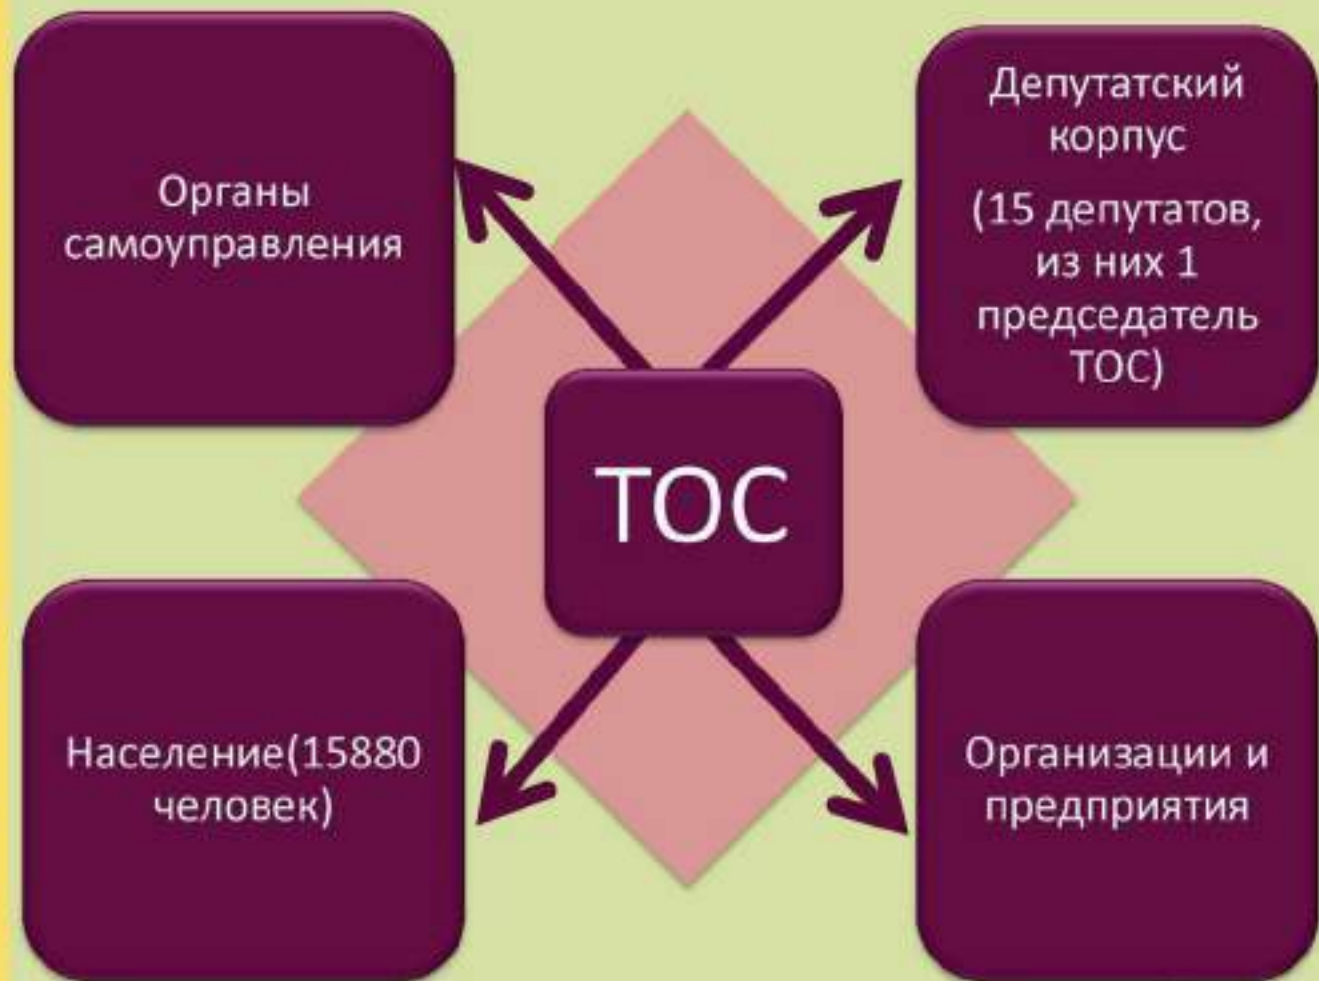 Органы
самоуправления
Депутатский
корпус
(15 депутатов,
из них 1
председатель
ТОС)
ТОС
Население(15880
человек)
Организации и
предприятия